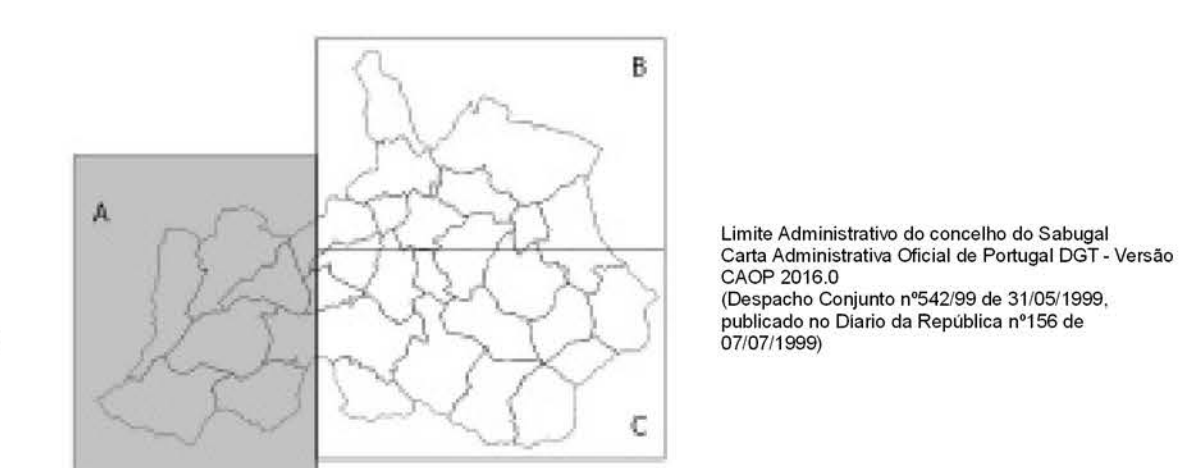 B
A
Limite Administrativo do concelho do Sabugal
Carta Administrativa Oficial de Portugal DGT - Versão
CAOP 2016.0
(Despacho Conjunto nº542/99 de 31/05/1999,
publicado no Diario da República nº156 de
07/07/1999)
C